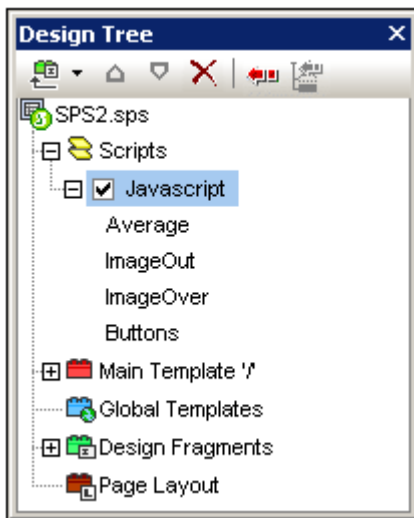 Design Tree
SPS2.sps
Scripts
Javascript
Average
ImageOut
ImageOver
Buttons
Main Template '/'
Global Templates
Design Fragments
Page Layout